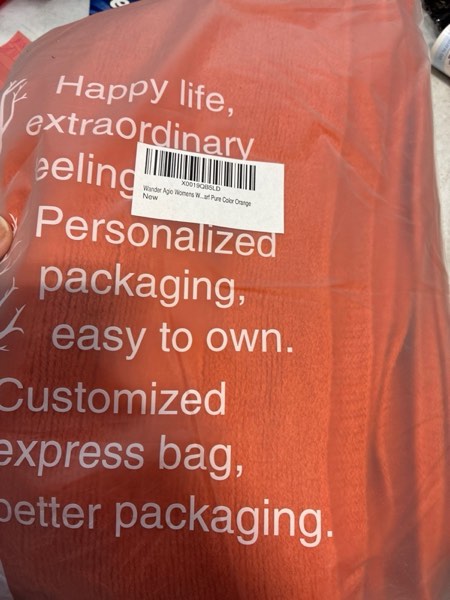 Happy life,
extraordinary
eeling
X0019QB5LD
Wander Agio Womens W...arf Pure Color Orange
New
Personalized
packaging,
easy to own.
Customized
express bag,
better packaging.